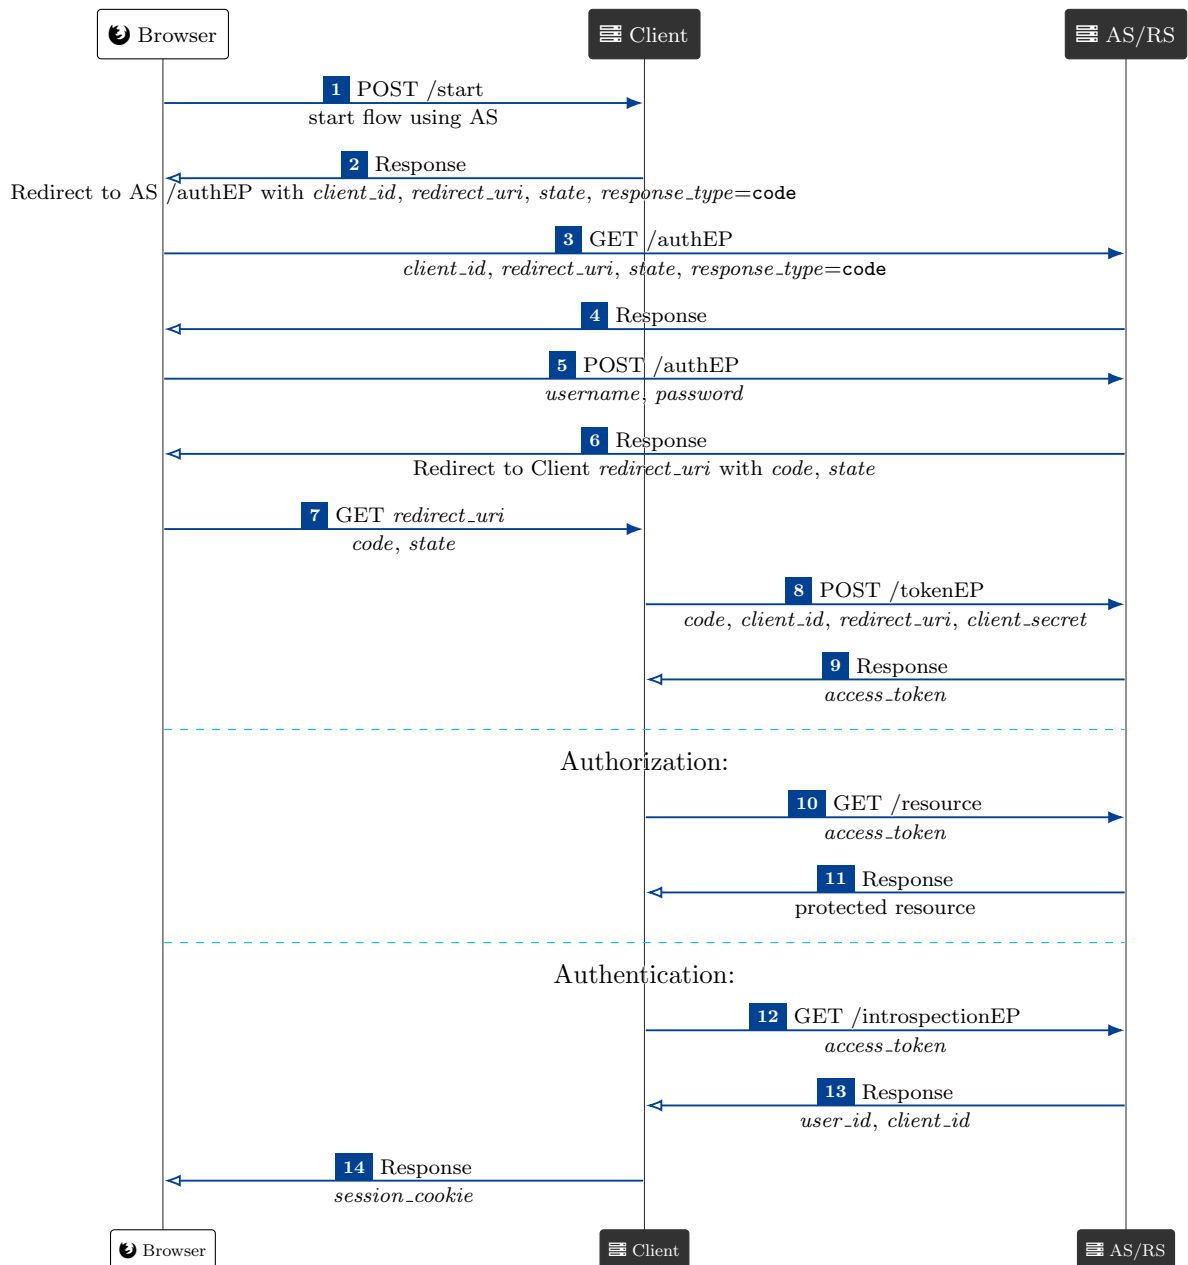 Browser
Client
AS/RS
1 POST /start
start flow using AS
2 Response
Redirect to AS /authEP with client_id, redirect_uri, state, response_type=code
3 GET /authEP
client_id, redirect_uri, state, response_type=code
4 Response
5 POST /authEP
username, password
6 Response
Redirect to Client redirect_uri with code, state
7 GET redirect_uri
code, state
8 POST /tokenEP
code, client_id, redirect_uri, client_secret
9 Response
access_token
Authorization:
10 GET /resource
access_token
11 Response
protected resource
Authentication:
12 GET /introspectionEP
access_token
13 Response
user_id, client_id
14 Response
session_cookie
Browser
Client
AS/RS